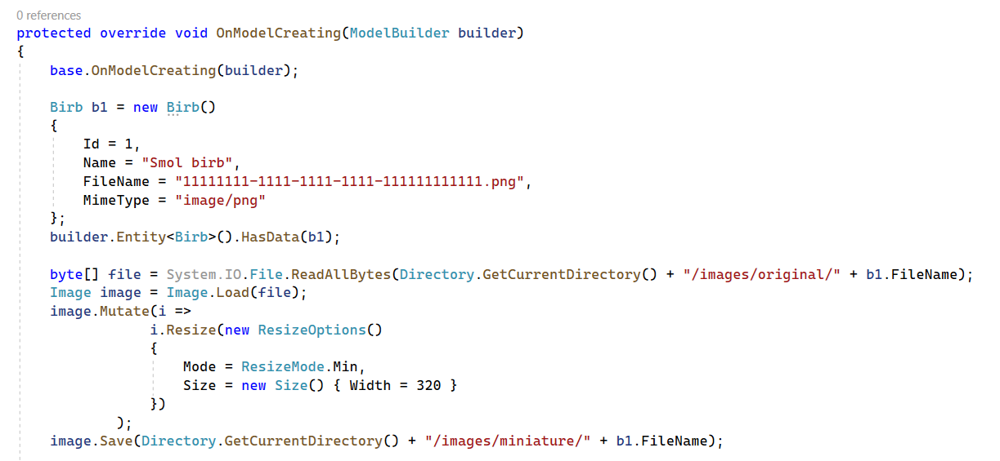 0 references
protected override void OnModelCreating(ModelBuilder builder)
{
    base.OnModelCreating(builder);

    Birb b1 = new Birb()
    {
        Id = 1,
        Name = "Smol birb",
        FileName = "11111111-1111-1111-1111-111111111111.png",
        MimeType = "image/png"
    };
    builder.Entity<Birb>().HasData(b1);

    byte[] file = System.IO.File.ReadAllBytes(Directory.GetCurrentDirectory() + "/images/original/" + b1.FileName);
    Image image = Image.Load(file);
    image.Mutate(i =>
                i.Resize(new ResizeOptions()
                {
                    Mode = ResizeMode.Min,
                    Size = new Size() { Width = 320 }
                })
            );
    image.Save(Directory.GetCurrentDirectory() + "/images/miniature/" + b1.FileName);